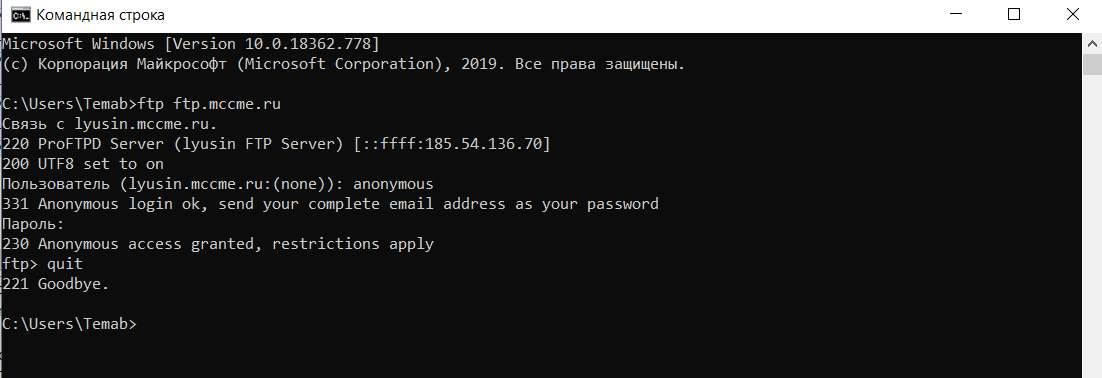 Командная строка
Microsoft Windows [Version 10.0.18362.778]
(c) Корпорация Майкрософт (Microsoft Corporation), 2019. Все права защищены.
C:\Users\Temab>ftp ftp.mccme.ru
Связь с lyusin.mccme.ru.
220 ProFTPD Server (lyusin FTP Server) [::ffff:185.54.136.70]
200 UTF8 set to on
Пользователь (lyusin.mccme.ru:(none)): anonymous
331 Anonymous login ok, send your complete email address as your password
Пароль:
230 Anonymous access granted, restrictions apply
ftp> quit
221 Goodbye.
C:\Users\Temab>